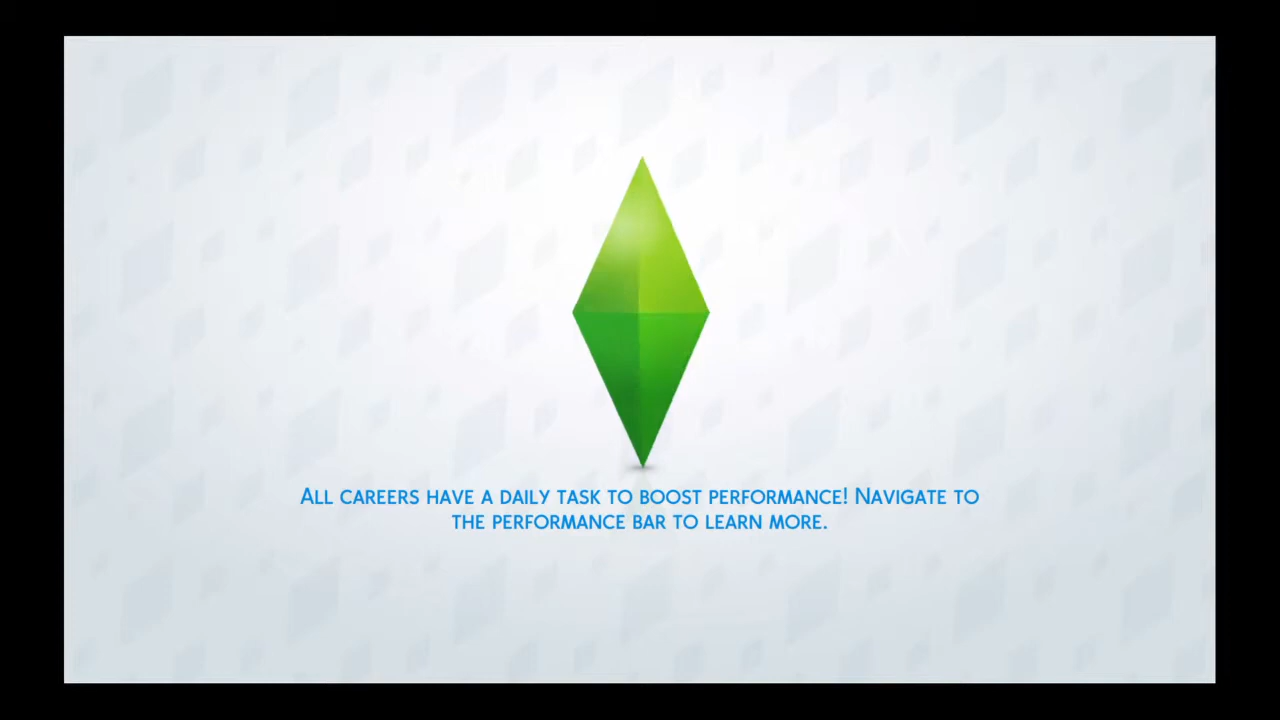 ALL CAREERS HAVE A DAILY TASK TO BOOST PERFORMANCE! NAVIGATE TO
THE PERFORMANCE BAR TO LEARN MORE.